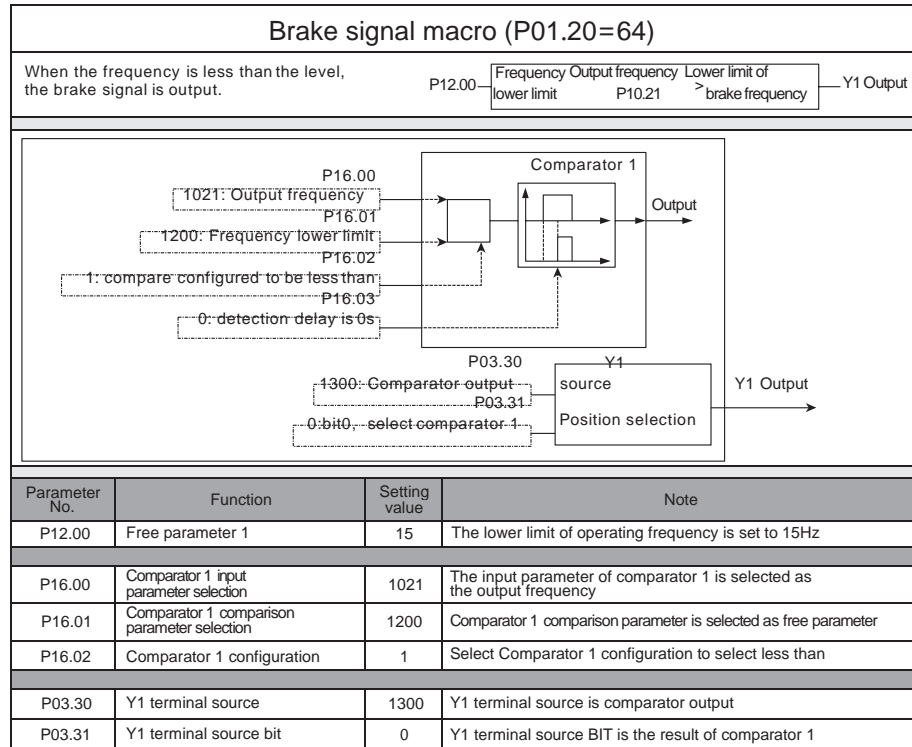 Brake signal macro (P01.20=64)
When the frequency is less than the level,
the brake signal is output.
P12.00
Frequency Output frequency Lower limit of
lower limit P10.21 > brake frequency
Y1 Output
Comparator 1
P16.00
1021: Output frequency
Output
P16.01
1200: Frequency lower limit
P16.02
1: compare configured to be less than
P16.03
0: detection delay is 0s
P03.30
Y1
1300: Comparator output
source
Y1 Output
P03.31
0:bit0, select comparator 1
Position selection
Parameter No. Function Setting value Note
P12.00 Free parameter 1 15 The lower limit of operating frequency is set to 15Hz
P16.00 Comparator 1 input parameter selection 1021 The input parameter of comparator 1 is selected as the output frequency
P16.01 Comparator 1 comparison parameter selection 1200 Comparator 1 comparison parameter is selected as free parameter
P16.02 Comparator 1 configuration 1 Select Comparator 1 configuration to select less than
P03.30 Y1 terminal source 1300 Y1 terminal source is comparator output
P03.31 Y1 terminal source bit 0 Y1 terminal source BIT is the result of comparator 1